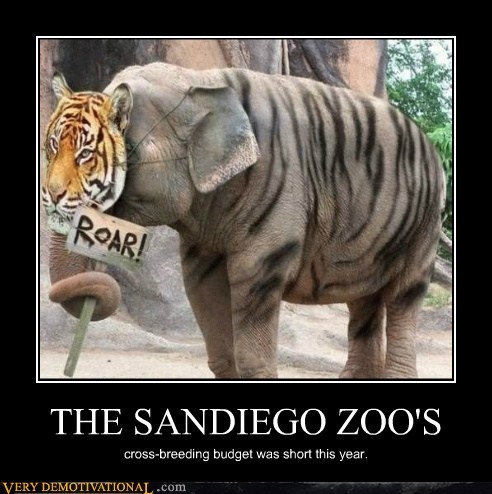 ROAR!
THE SANDIEGO ZOO'S
cross-breeding budget was short this year.
VERY DEMOTIVATIONAL.com